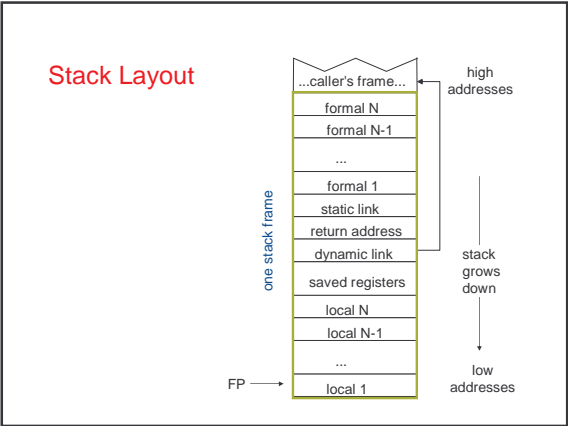 Stack Layout
...caller's frame...
formal N
formal N-1
...
formal 1
static link
return address
dynamic link
saved registers
local N
local N-1
...
local 1
one stack frame
FP
high
addresses
stack
grows
down
low
addresses